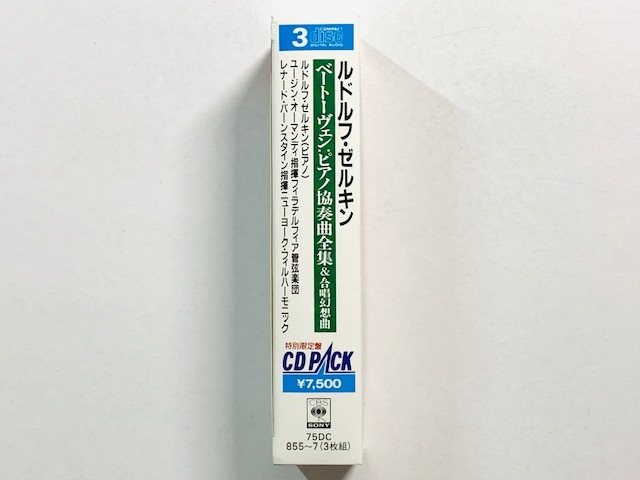 3 COMPACT disc DIGITAL AUDIO
ルドルフ・ゼルキン
ベートーヴェン:ピアノ協奏曲全集&合唱幻想曲
ルドルフ・ゼルキン(ピアノ)
ユージン・オーマンディ指揮フィラデルフィア管弦楽団
レナード・バーンスタイン指揮ニューヨーク・フィルハーモニック
特別限定盤
CD PACK
¥7,500
CBS
SONY
75DC
855〜7(3枚組)